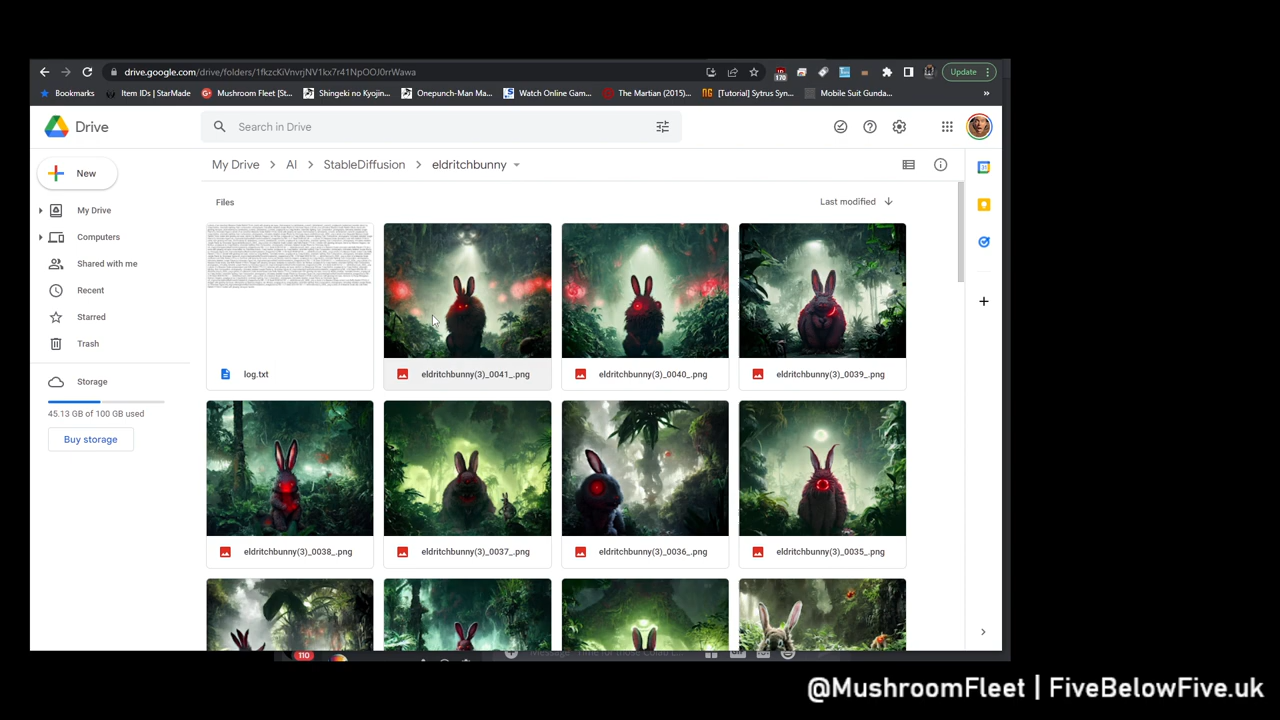 drive.google.com/drive/folders/1fkzcKiVnvrjNV1kx7r41NpOOJ0rrWawa
170
Update
Bookmarks
Item IDs | StarMade
Mushroom Fleet [St...
Shingeki no Kyojin...
Onepunch-Man Ma...
Watch Online Gam...
The Martian (2015)...
[Tutorial] Sytrus Syn...
Mobile Suit Gunda...
»
Drive
Search in Drive
New
My Drive
Computers
Shared with me
Recent
Starred
Trash
Storage
45.13 GB of 100 GB used
Buy storage
My Drive > AI > StableDiffusion > eldritchbunny
Files
Last modified
log.txt
eldritchbunny(3)_0041_.png
eldritchbunny(3)_0040_.png
eldritchbunny(3)_0039_.png
eldritchbunny(3)_0038_.png
eldritchbunny(3)_0037_.png
eldritchbunny(3)_0036_.png
eldritchbunny(3)_0035_.png
110
@MushroomFleet | FiveBelowFive.uk